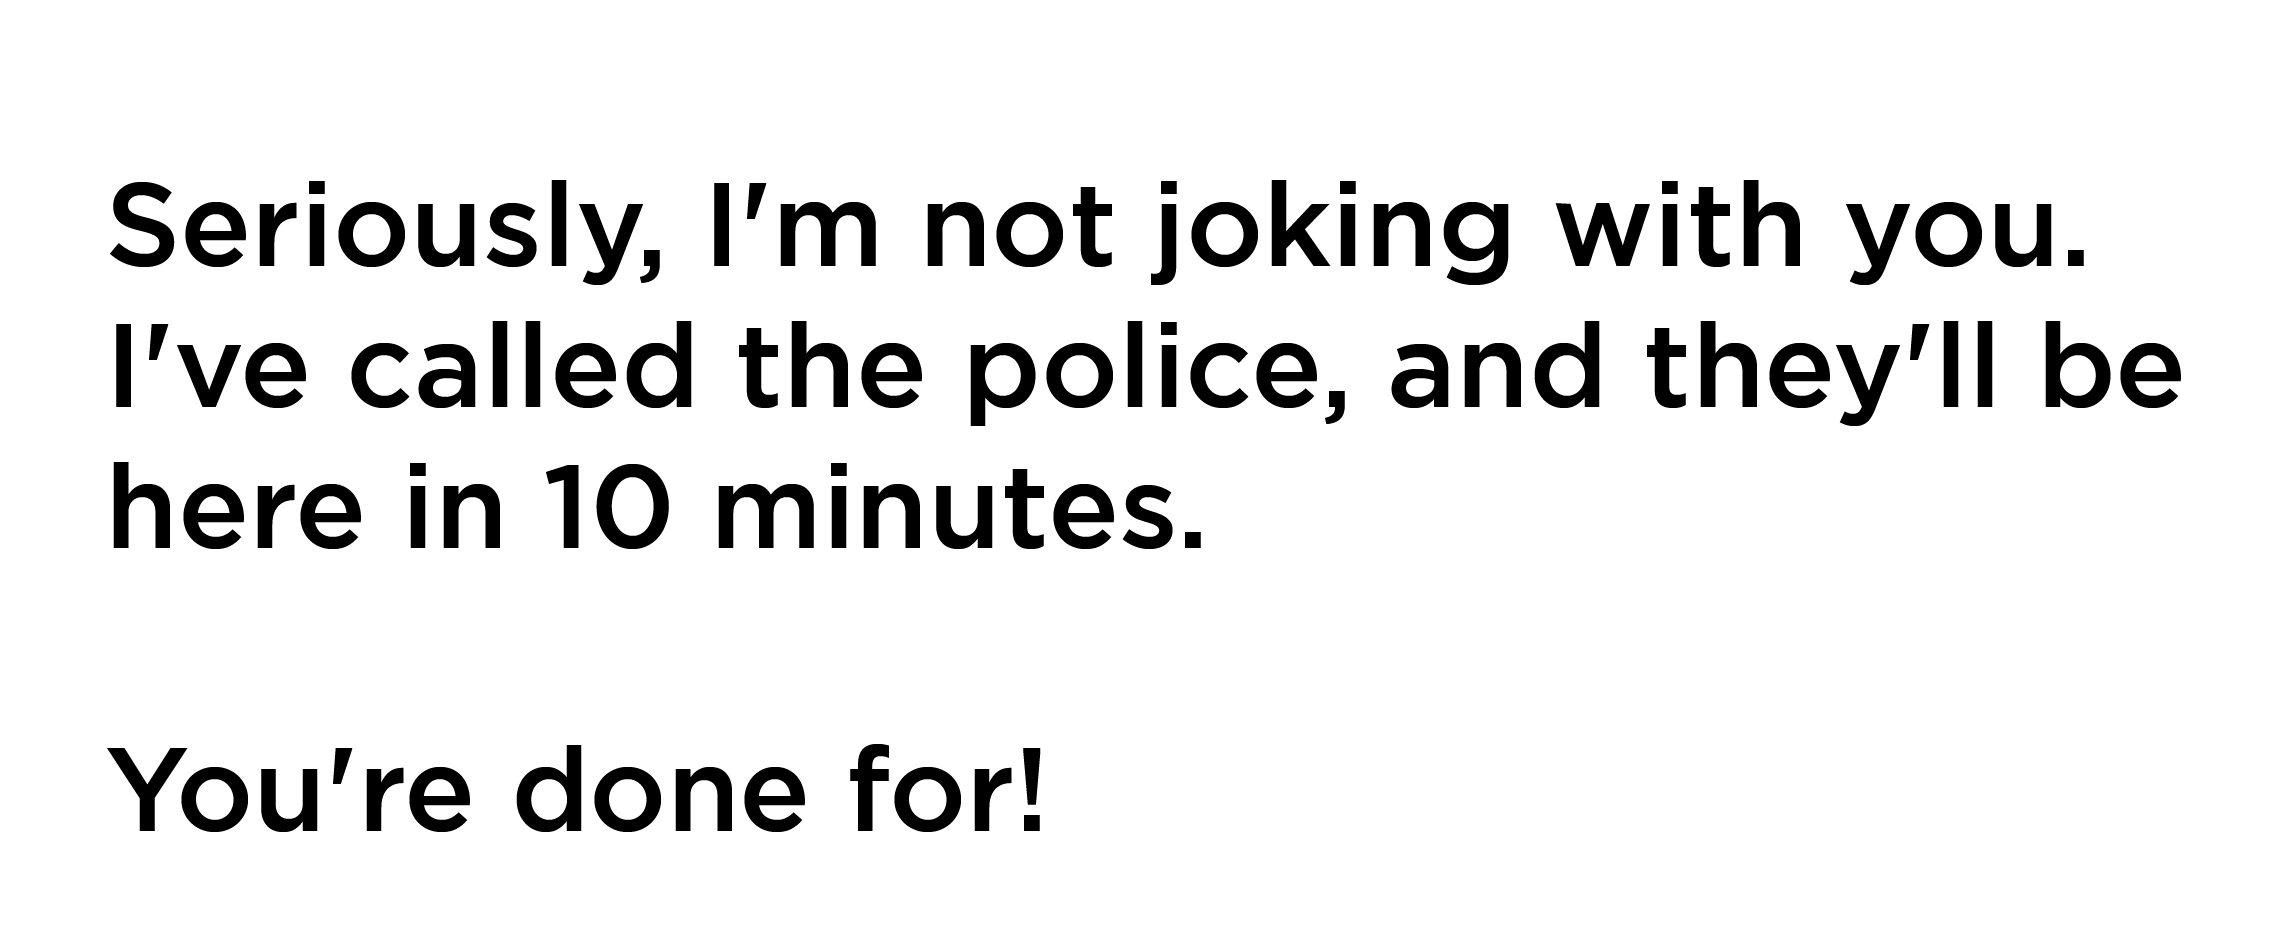 Seriously, I'm not joking with you.
I've called the police, and they'll be
here in 10 minutes.
You're done for!